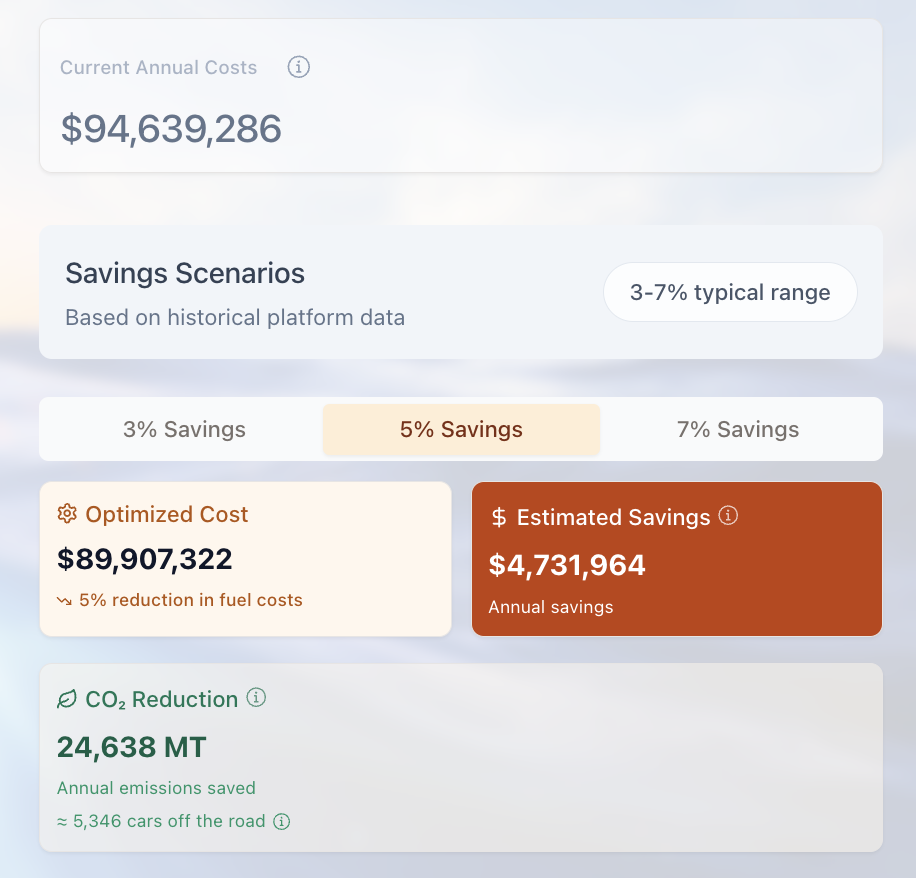 Current Annual Costs
$94,639,286
Savings Scenarios
Based on historical platform data
3-7% typical range
3% Savings
5% Savings
7% Savings
Optimized Cost
$89,907,322
5% reduction in fuel costs
$ Estimated Savings
$4,731,964
Annual savings
CO₂ Reduction
24,638 MT
Annual emissions saved
≈ 5,346 cars off the road